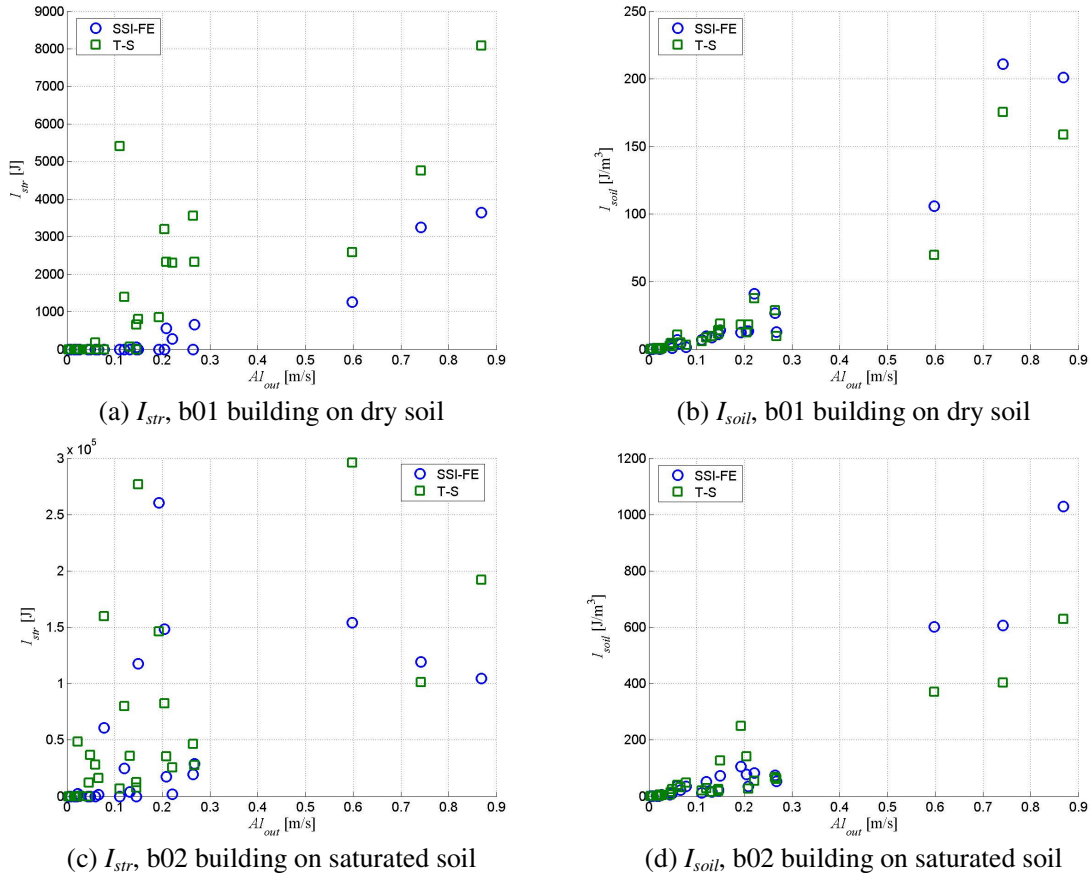 SSI-FE
T-S
9000
8000
7000
6000
5000
4000
3000
2000
1000
0
I_str [J]
0 0.1 0.2 0.3 0.4 0.5 0.6 0.7 0.8 0.9
AI_out [m/s]
(a) I_str, b01 building on dry soil
SSI-FE
T-S
250
200
150
100
50
0
I_soil [J/m³]
0 0.1 0.2 0.3 0.4 0.5 0.6 0.7 0.8 0.9
AI_out [m/s]
(b) I_soil, b01 building on dry soil
x 10⁵
SSI-FE
T-S
3
2.5
2
1.5
1
0.5
0
I_str [J]
0 0.1 0.2 0.3 0.4 0.5 0.6 0.7 0.8 0.9
AI_out [m/s]
(c) I_str, b02 building on saturated soil
SSI-FE
T-S
1200
1000
800
600
400
200
0
I_soil [J/m³]
0 0.1 0.2 0.3 0.4 0.5 0.6 0.7 0.8 0.9
AI_out [m/s]
(d) I_soil, b02 building on saturated soil